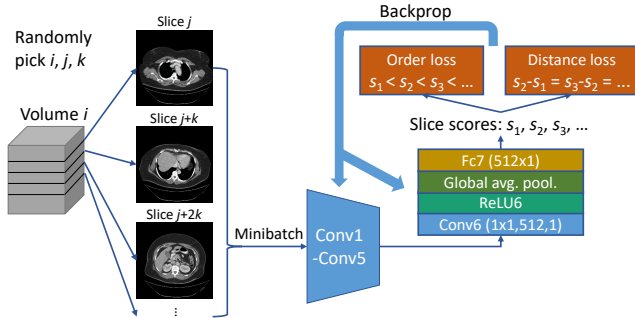 Randomly
pick i, j, k
Volume i
Slice j
Slice j+k
Slice j+2k
...
Minibatch
Conv1
-Conv5
Backprop
Order loss
s1 < s2 < s3 < ...
Distance loss
s2-s1 = s3-s2 = ...
Slice scores: s1, s2, s3, ...
Fc7 (512x1)
Global avg. pool.
ReLU6
Conv6 (1x1,512,1)